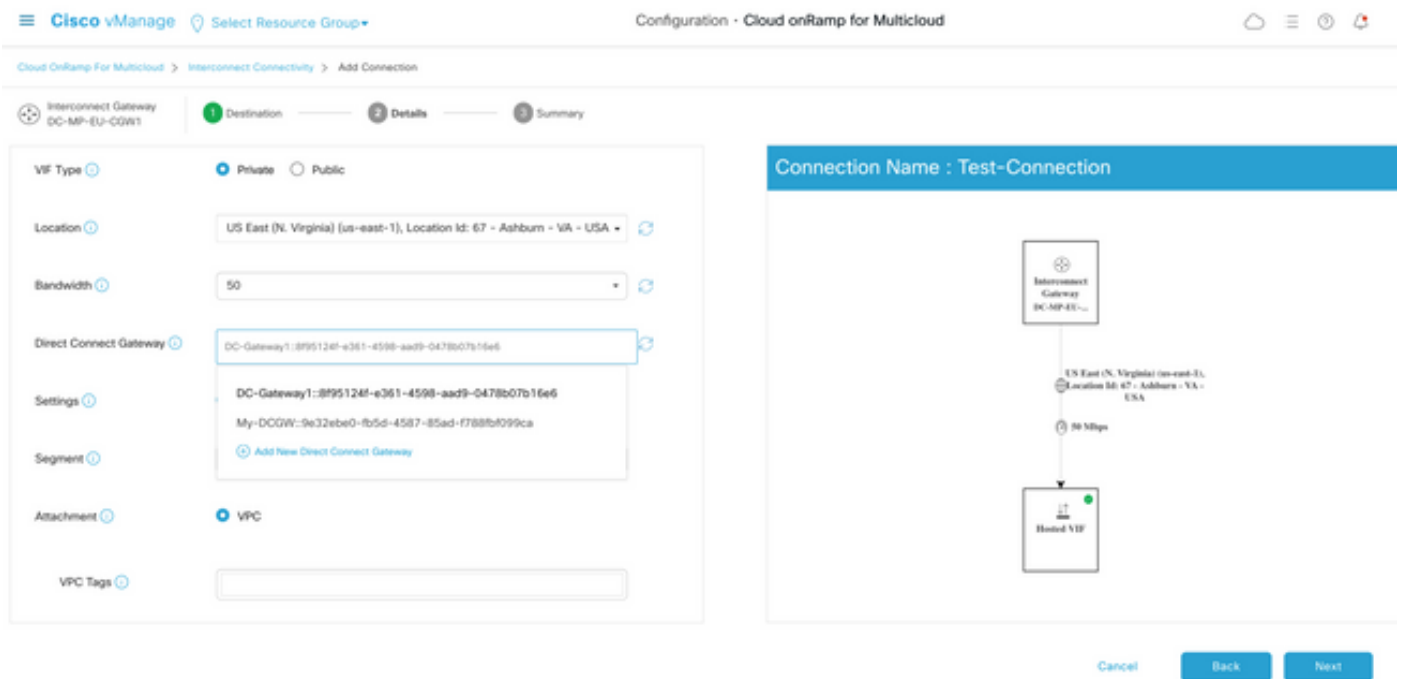 Cisco vManage Select Resource Group▾ Configuration · Cloud onRamp for Multicloud
Cloud OnRamp For Multicloud > Interconnect Connectivity > Add Connection
Interconnect Gateway
DC-MP-EU-CGW1
1 Destination 2 Details 3 Summary
VIF Type Private Public
Location US East (N. Virginia) (us-east-1), Location Id: 67 - Ashburn - VA - USA
Bandwidth 50
Direct Connect Gateway DC-Gateway1::8f95124f-e361-4598-aad9-0478b07b16e6
DC-Gateway1::8f95124f-e361-4598-aad9-0478b07b16e6
Settings
My-DCGW::9e32ebe0-fb5d-4587-85ad-f788fbf099ca
Add New Direct Connect Gateway
Segment
Attachment VPC
VPC Tags
Connection Name : Test-Connection
Interconnect
Gateway
DC-MP-EU-...
US East (N. Virginia) (us-east-1),
Location Id: 67 - Ashburn - VA -
USA
50 Mbps
Hosted VIF
Cancel Back Next